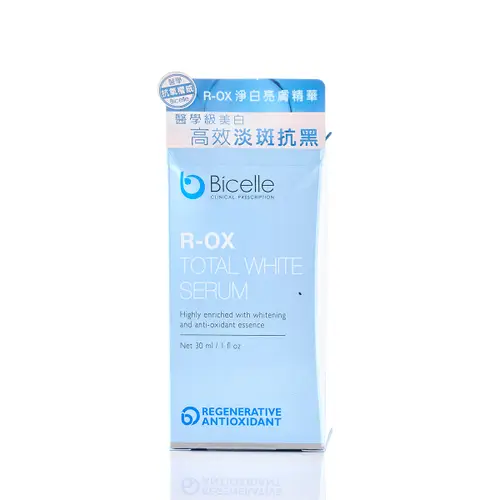 醫學
抗氧權威
Bicelle
R-OX 淨白亮膚精華
醫學級美白
高效淡斑抗黑
Bicelle
CLINICAL PRESCRIPTION
R-OX
TOTAL WHITE
SERUM
Highly enriched with whitening
and anti-oxidant essence
Net 30 ml / 1 fl oz
REGENERATIVE
ANTIOXIDANT